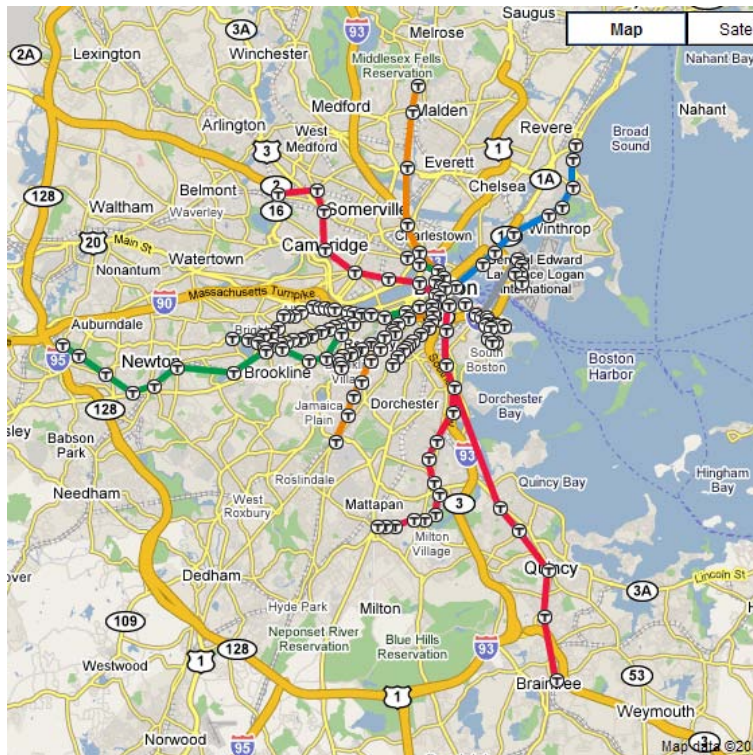 Saugus
Melrose
3A
Winchester
93
Map
Sate
2A
Lexington
Middlesex Fells
Reservation
Nahant Bay
Medford
Malden
Nahant
Arlington
West
Medford
Revere
Broad
Sound
3
1
Everett
1A
Belmont
2
Chelsea
128
Waverley
16
Somerville
Waltham
Winthrop
20
Main St
Charlestown
Watertown
Nonantum
International
Massachusetts Turnpike
90
Auburndale
95
Newton
Brookline
South
Boston
Boston
Harbor
128
Jamaica
Plain
Dorchester
Dorchester
Bay
Babson
Park
93
Roslindale
Quincy Bay
Hingham
Bay
Needham
West
Roxbury
Mattapan
3
Milton
Village
Dedham
Quincy
Lincoln St
3A
Hyde Park
Milton
109
Neponset River
Reservation
Blue Hills
Reservation
93
128
Westwood
1
53
Braintree
1
Weymouth
Norwood
95
3
Map data ©20